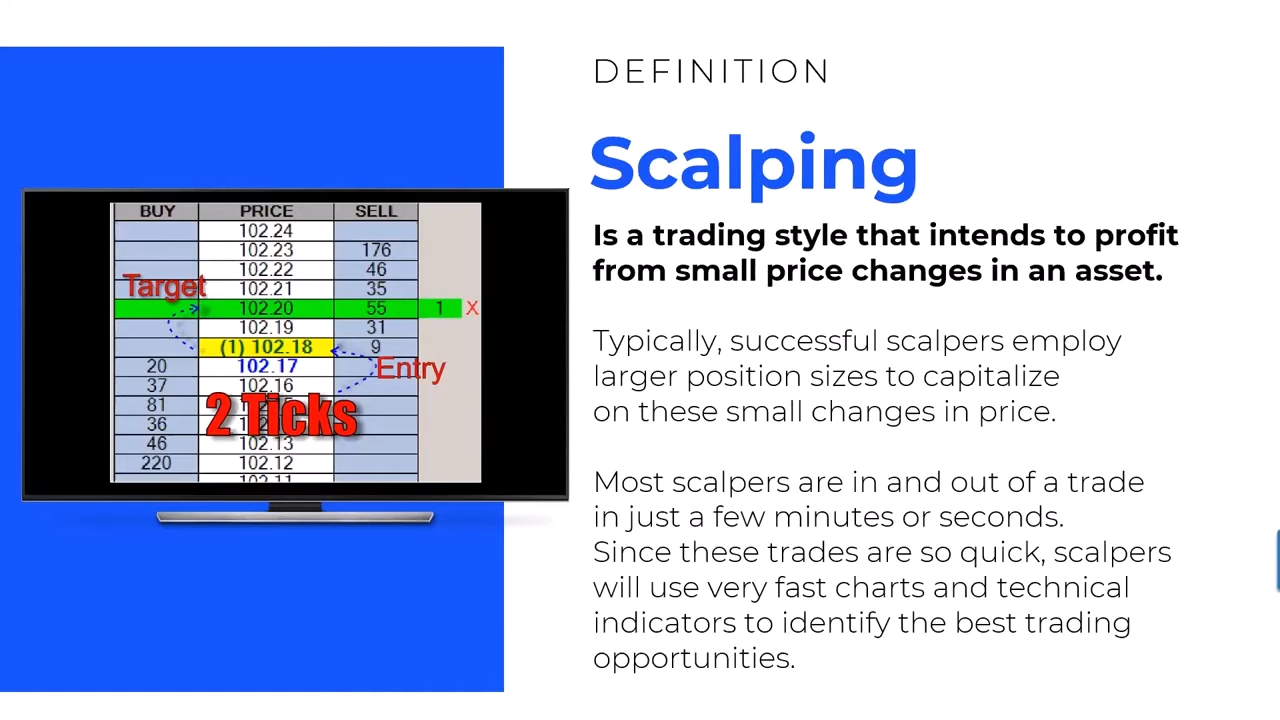 DEFINITION
Scalping
Is a trading style that intends to profit
from small price changes in an asset.
Typically, successful scalpers employ
larger position sizes to capitalize
on these small changes in price.
Most scalpers are in and out of a trade
in just a few minutes or seconds.
Since these trades are so quick, scalpers
will use very fast charts and technical
indicators to identify the best trading
opportunities.
BUY PRICE SELL
102.24
102.23 176
102.22 46
Target 102.21 35
102.20 55 1 X
102.19 31
(1) 102.18 9
20 102.17 Entry
37 102.16
81
2 Ticks
36
46 102.13
220 102.12
102.11